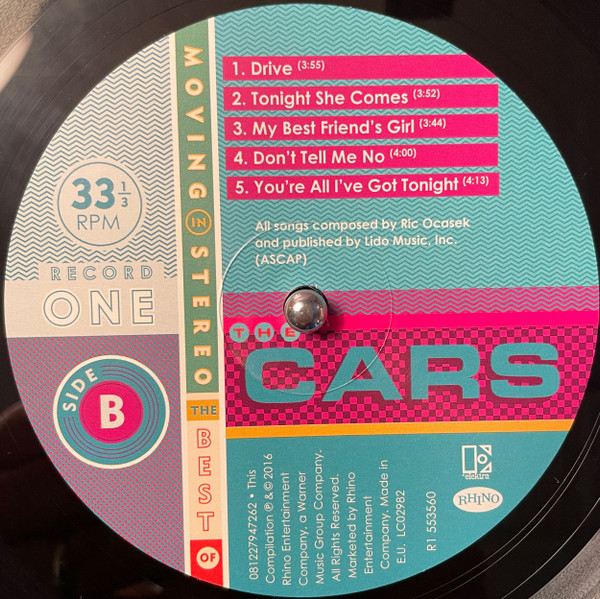 MOVING IN STEREO THE BEST OF
1. Drive (3:55)
2. Tonight She Comes (3:52)
3. My Best Friend's Girl (3:44)
4. Don't Tell Me No (4:00)
5. You're All I've Got Tonight (4:13)
All songs composed by Ric Ocasek
and published by Lido Music, Inc.
(ASCAP)
33 1/3
RPM
RECORD
ONE
SIDE
B
THE
CARS
081227947262 • This
Compilation ℗ & © 2016
Rhino Entertainment
Company, a Warner
Music Group Company.
All Rights Reserved.
Marketed by Rhino
Entertainment
Company. Made in
E.U. LC02982
R1 553560
elektra
RHINO